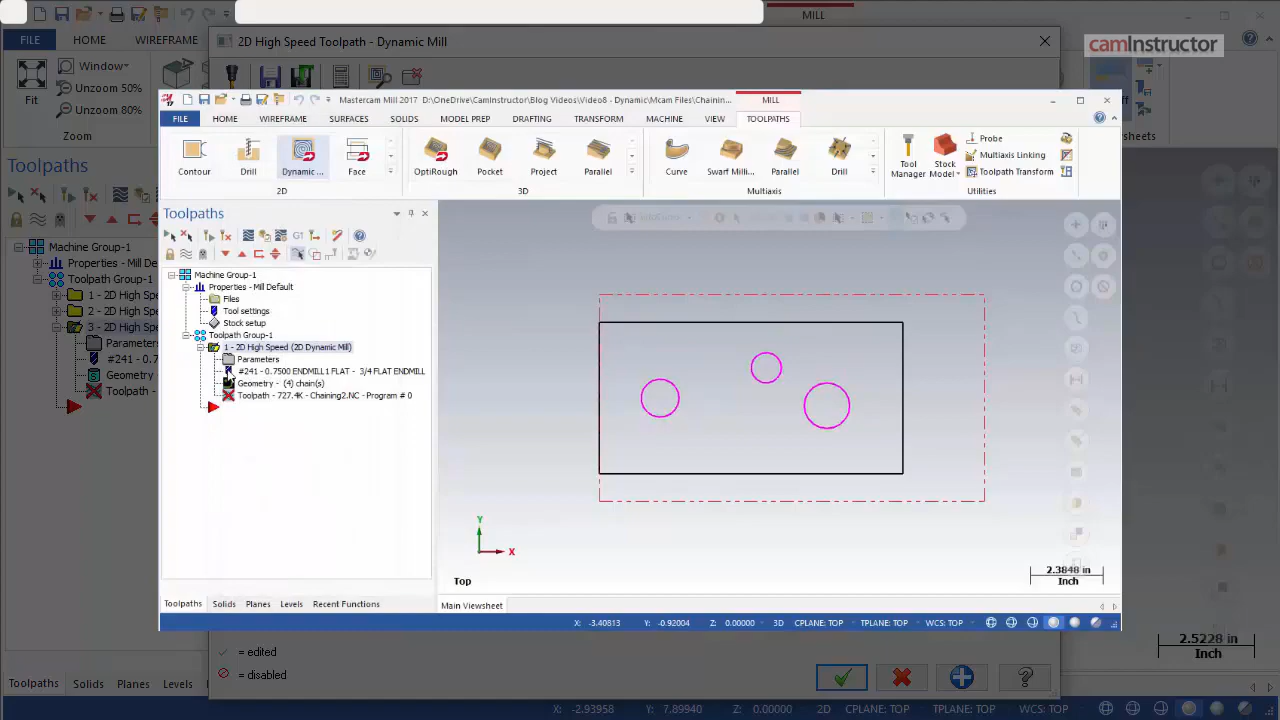 MILL
FILE
HOME
WIREFRAME
2D High Speed Toolpath - Dynamic Mill
camInstructor
Fit
Window
Unzoom 50%
Unzoom 80%
Zoom
Mastercam Mill 2017 D:\OneDrive\CamInstructor\Blog Videos\Video8 - Dynamic\Mcam Files\Chainin...
MILL
FILE
HOME
WIREFRAME
SURFACES
SOLIDS
MODEL PREP
DRAFTING
TRANSFORM
MACHINE
VIEW
TOOLPATHS
Contour
Drill
Dynamic ...
Face
2D
OptiRough
Pocket
Project
Parallel
3D
Curve
Swarf Milli...
Parallel
Drill
Multiaxis
Tool Manager
Stock Model
Probe
Multiaxis Linking
Toolpath Transform
Utilities
Toolpaths
Machine Group-1
Properties - Mill Default
Files
Tool settings
Stock setup
Toolpath Group-1
1 - 2D High Speed (2D Dynamic Mill)
Parameters
#241 - 0.7500 ENDMILL1 FLAT - 3/4 FLAT ENDMILL
Geometry - (4) chain(s)
Toolpath - 727.4K - Chaining2.NC - Program # 0
Y
X
Top
2.3848 in
Inch
Toolpaths
Solids
Planes
Levels
Recent Functions
Main Viewsheet
X: -3.40813
Y: -0.92004
Z: 0.00000
3D
CPLANE: TOP
TPLANE: TOP
WCS: TOP
Toolpaths
Machine Group-1
Properties - Mill De
Toolpath Group-1
1 - 2D High Spe
2 - 2D High Spe
3 - 2D High Spe
Parameters
#241 - 0.7
Geometry
Toolpath -
= edited
= disabled
2.5228 in
Inch
Toolpaths
Solids
Planes
Levels
X: -2.93958
Y: 7.89940
Z: 0.00000
2D
CPLANE: TOP
TPLANE: TOP
WCS: TOP